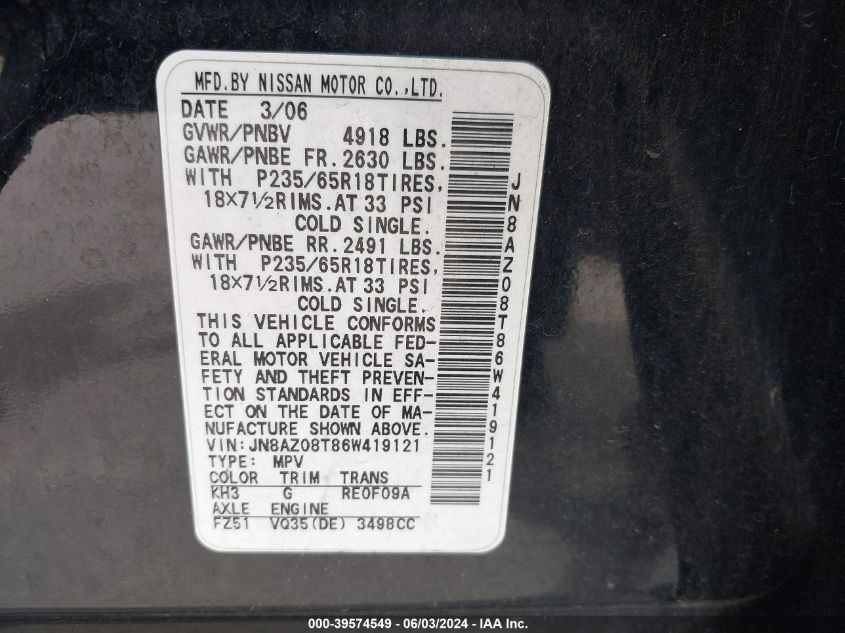 MFD.BY NISSAN MOTOR CO.,LTD.
DATE 3/06
GVWR/PNBV 4918 LBS.
GAWR/PNBE FR. 2630 LBS.
WITH P235/65R18TIRES,
18×7½RIMS.AT 33 PSI
COLD SINGLE.
GAWR/PNBE RR. 2491 LBS.
WITH P235/65R18TIRES,
18×7½RIMS.AT 33 PSI
COLD SINGLE.
THIS VEHICLE CONFORMS
TO ALL APPLICABLE FED-
ERAL MOTOR VEHICLE SA-
FETY AND THEFT PREVEN-
TION STANDARDS IN EFF-
ECT ON THE DATE OF MA-
NUFACTURE SHOWN ABOVE.
VIN:JN8AZ08T86W419121
TYPE: MPV
COLOR TRIM TRANS
KH3 G RE0F09A
AXLE ENGINE
FZ51 VQ35(DE) 3498CC
JN8AZ08T86W419121
000-39574549 - 06/03/2024 - IAA Inc.